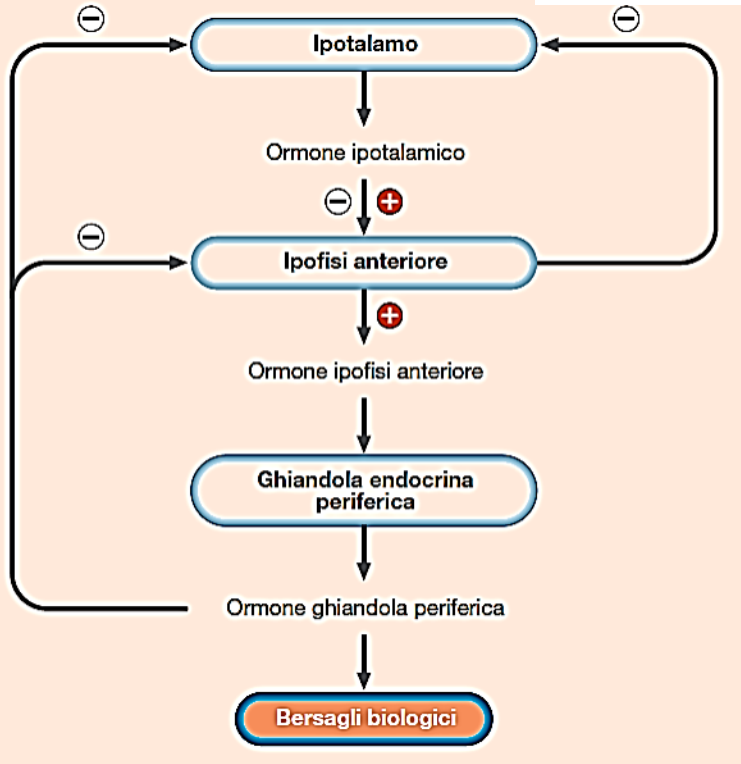 Ipotalamo
Ormone ipotalamico
Ipofisi anteriore
Ormone ipofisi anteriore
Ghiandola endocrina
periferica
Ormone ghiandola periferica
Bersagli biologici